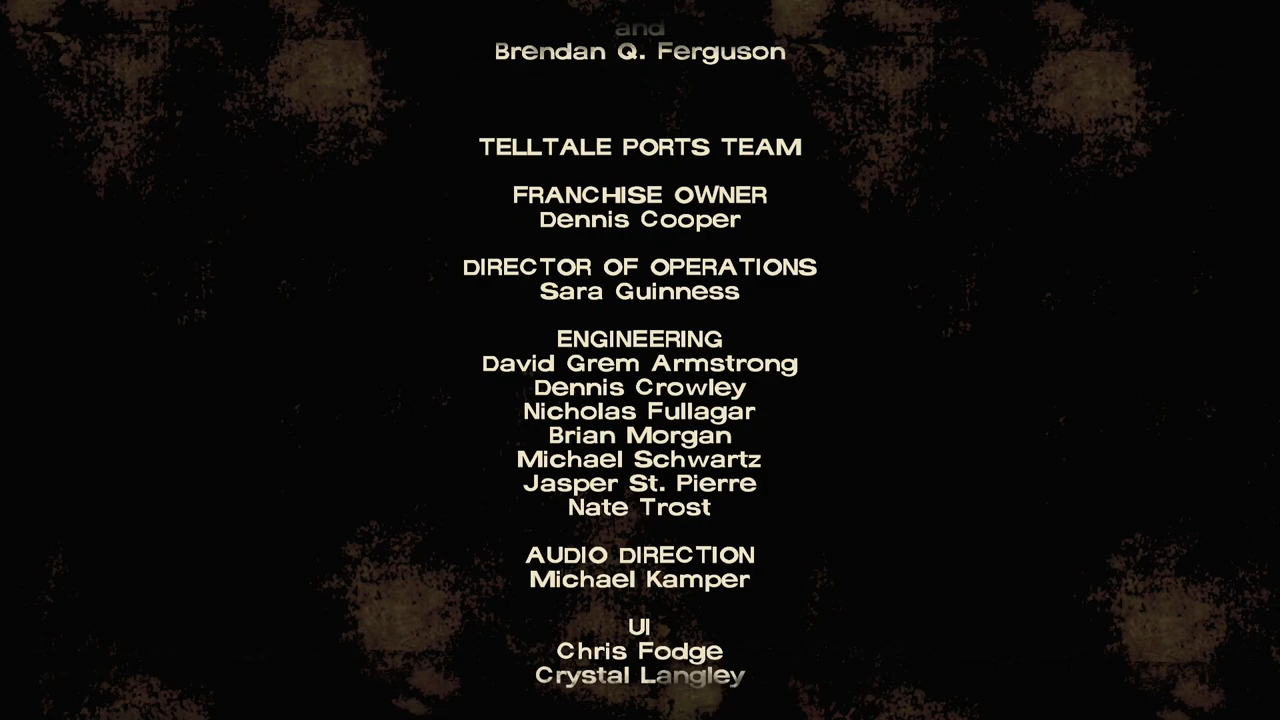 and
Brendan Q. Ferguson
TELLTALE PORTS TEAM
FRANCHISE OWNER
Dennis Cooper
DIRECTOR OF OPERATIONS
Sara Guinness
ENGINEERING
David Grem Armstrong
Dennis Crowley
Nicholas Fullagar
Brian Morgan
Michael Schwartz
Jasper St. Pierre
Nate Trost
AUDIO DIRECTION
Michael Kamper
UI
Chris Fodge
Crystal Langley